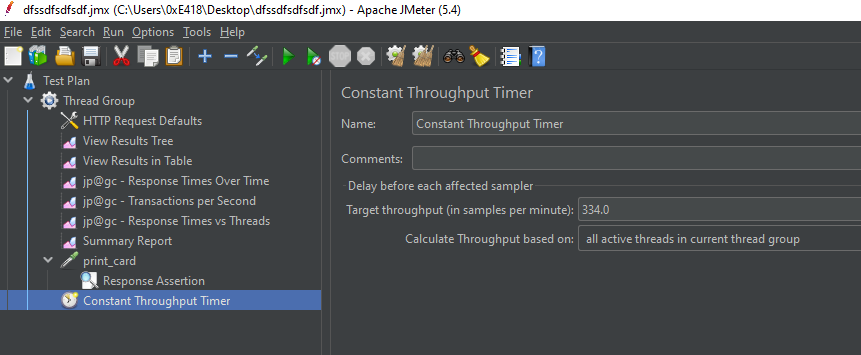 dfssdfsdfsdf.jmx (C:\Users\0xE418\Desktop\dfssdfsdfsdf.jmx) - Apache JMeter (5.4)
File Edit Search Run Options Tools Help
Test Plan
Thread Group
HTTP Request Defaults
View Results Tree
View Results in Table
jp@gc - Response Times Over Time
jp@gc - Transactions per Second
jp@gc - Response Times vs Threads
Summary Report
print_card
Response Assertion
Constant Throughput Timer
Constant Throughput Timer
Name: Constant Throughput Timer
Comments:
Delay before each affected sampler
Target throughput (in samples per minute): 334.0
Calculate Throughput based on: all active threads in current thread group